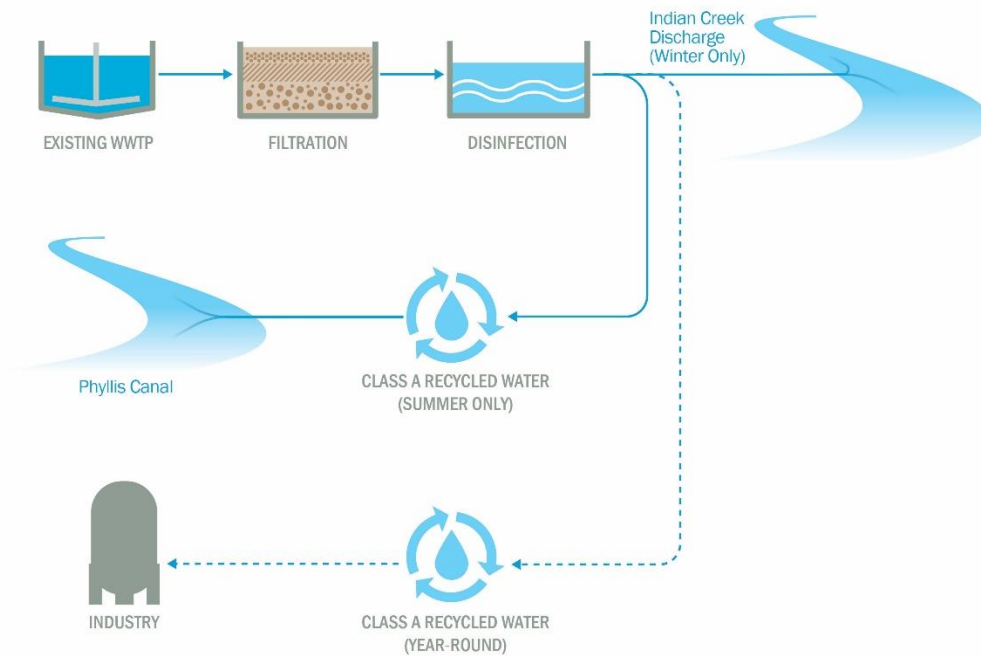 Indian Creek
Discharge
(Winter Only)
EXISTING WWTP
FILTRATION
DISINFECTION
Phyllis Canal
CLASS A RECYCLED WATER
(SUMMER ONLY)
INDUSTRY
CLASS A RECYCLED WATER
(YEAR-ROUND)